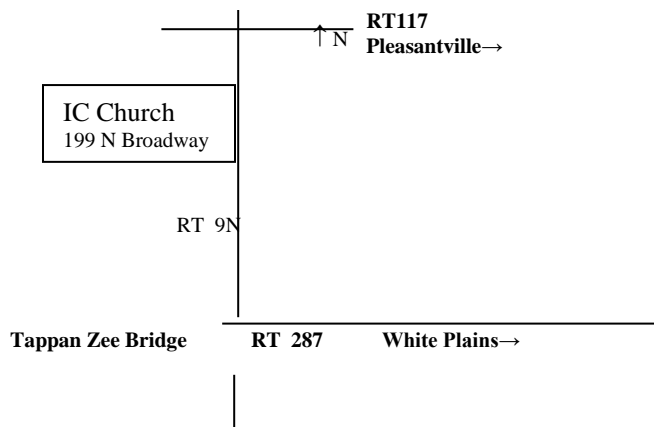 RT117
↑ N
Pleasantville→
IC Church
199 N Broadway
RT 9N
Tappan Zee Bridge RT 287 White Plains→